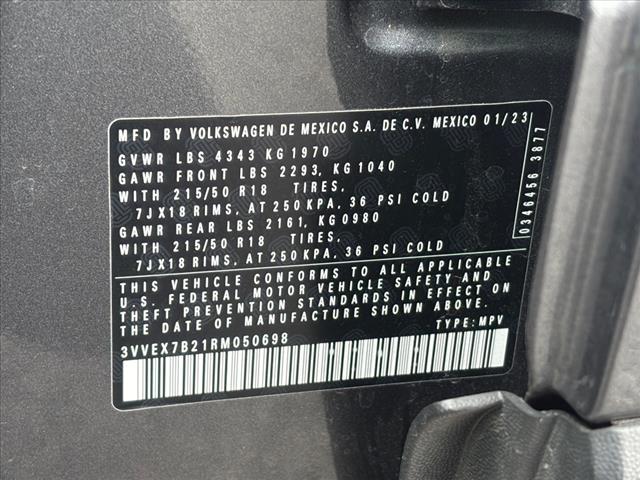 MFD BY VOLKSWAGEN DE MEXICO S.A. DE C.V. MEXICO 01/23
GVWR LBS 4343 KG 1970
GAWR FRONT LBS 2293, KG 1040
WITH 215/50 R18 TIRES,
7JX18 RIMS, AT 250 KPA, 36 PSI COLD
GAWR REAR LBS 2161, KG0980
WITH 215/50 R18 TIRES,
7JX18 RIMS, AT 250 KPA, 36 PSI COLD
THIS VEHICLE CONFORMS TO ALL APPLICABLE
U.S. FEDERAL MOTOR VEHICLE SAFETY AND
THEFT PREVENTION STANDARDS IN EFFECT ON
THE DATE OF MANUFACTURE SHOWN ABOVE.
3VVEX7B21RM050698 TYPE: MPV
0346456 3877